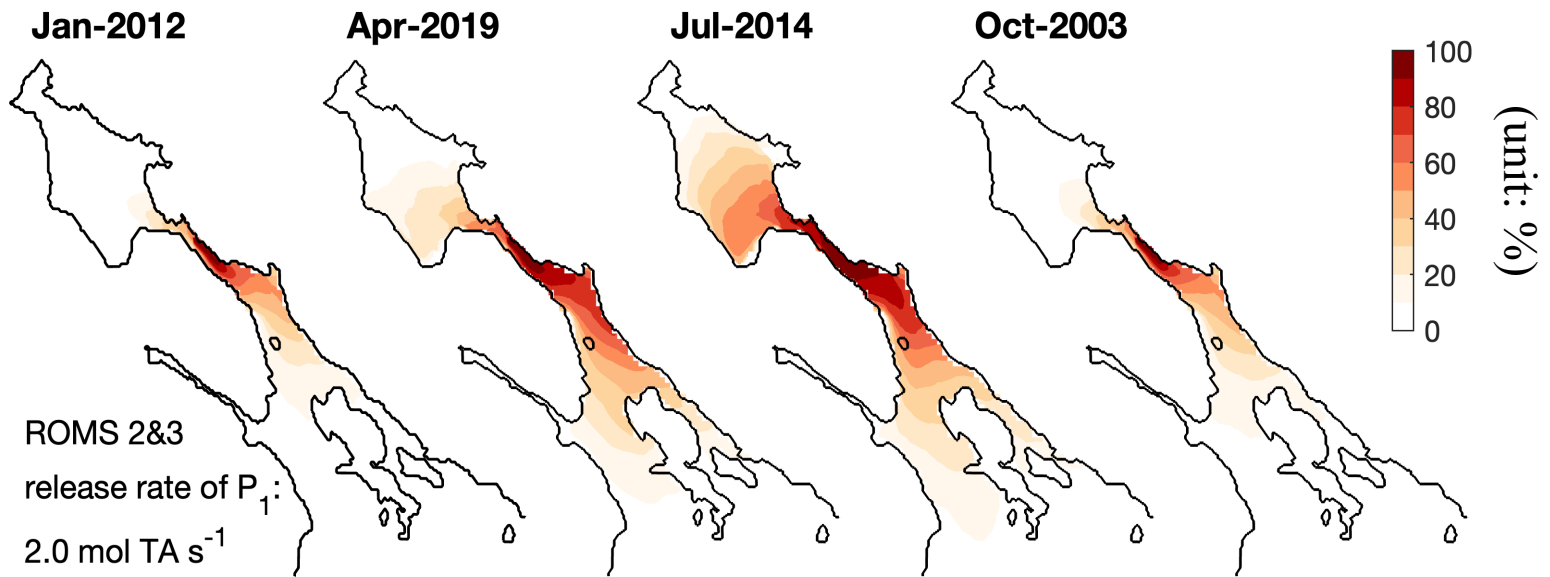 Jan-2012 Apr-2019 Jul-2014 Oct-2003
100
80
60
40
20
0
(unit: %)
ROMS 2&3
release rate of P₁:
2.0 mol TA s⁻¹